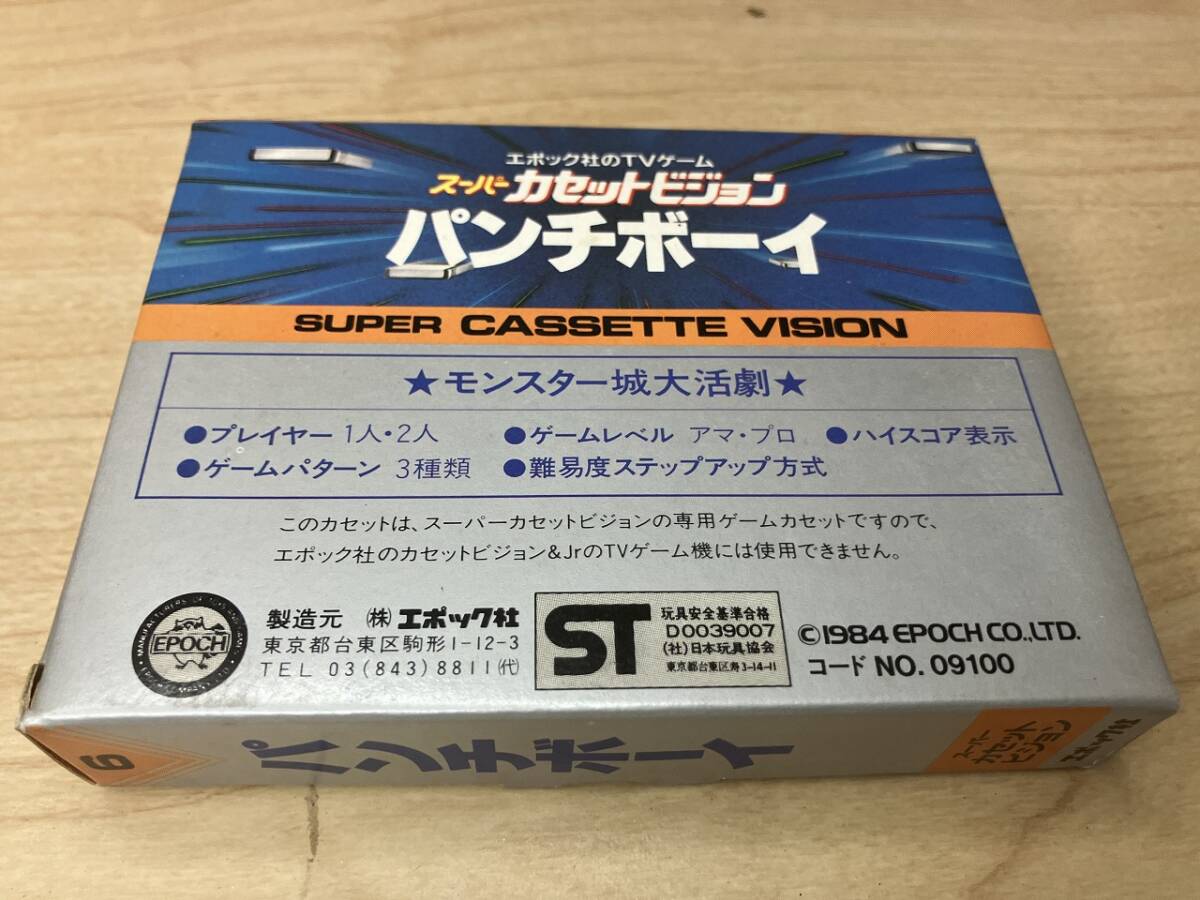 エポック社のTVゲーム
スーパー カセットビジョン
パンチボーイ
SUPER CASSETTE VISION
★モンスター城大活劇★
●プレイヤー 1人・2人 ●ゲームレベル アマ・プロ ●ハイスコア表示
●ゲームパターン 3種類 ●難易度ステップアップ方式
このカセットは、スーパーカセットビジョンの専用ゲームカセットですので、
エポック社のカセットビジョン&JrのTVゲーム機には使用できません。
EPOCH
製造元 (株)エポック社
東京都台東区駒形1-12-3
TEL 03(843)8811(代)
ST
玩具安全基準合格
D0039007
(社)日本玩具協会
東京都台東区寿3-14-11
©1984 EPOCH CO.,LTD.
コード NO. 09100
6
パンチボーイ
スーパー
カセット
ビジョン
エポック社